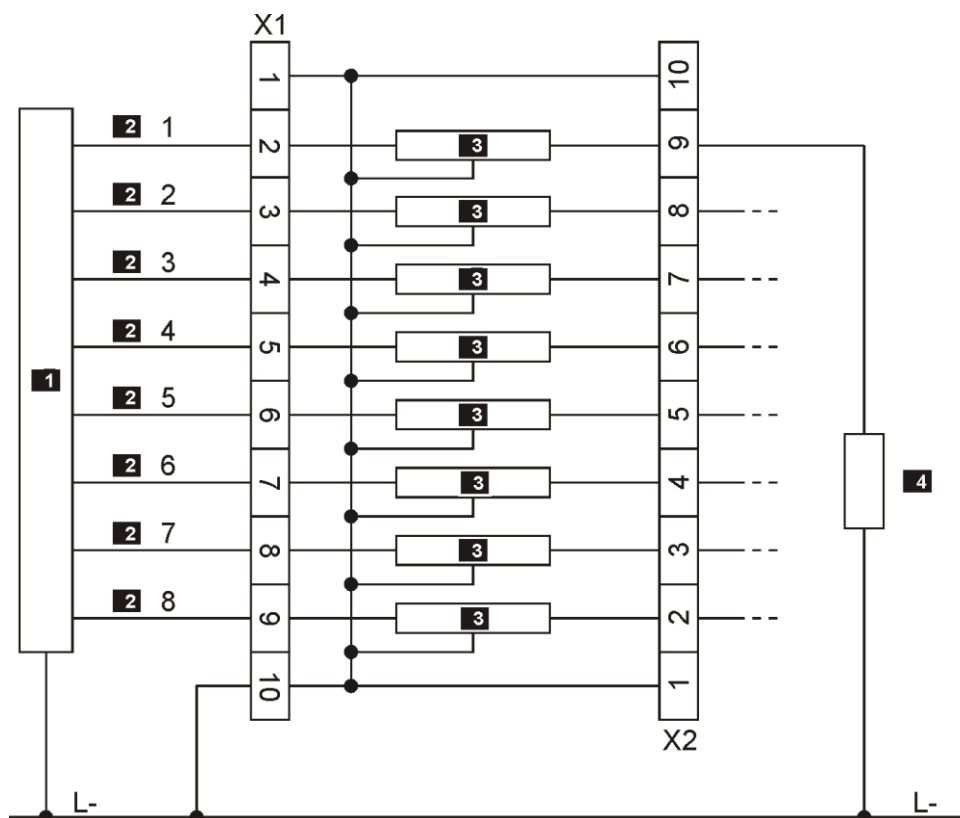 X1
1 10
2 1 2 3 9
2 2 3 3 8
2 3 4 3 7
2 4 5 3 6
1
2 5 6 3 5
2 6 7 3 4
4
2 7 8 3 3
2 8 9 3 2
10 1
X2
L- L-